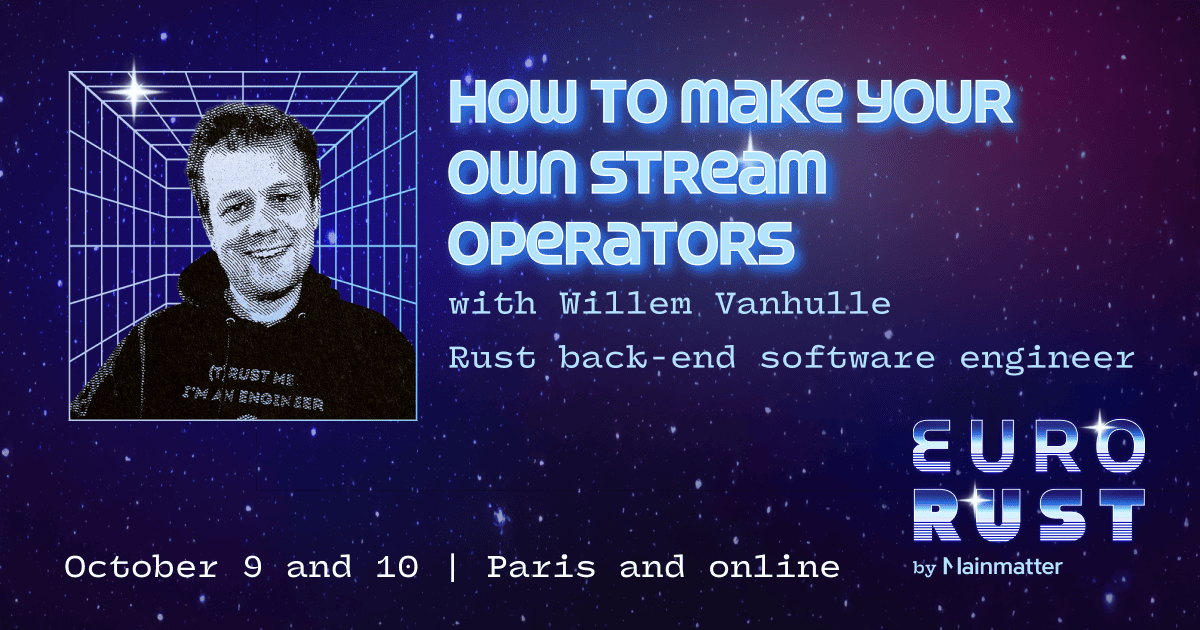 HOW TO MaKe YOUR
OWN STReaM
OPeRaTORS
with Willem Vanhulle
Rust back-end software engineer
(T)RUST ME
I'M AN ENGINEER
EURO
RUST
by Mainmatter
October 9 and 10 | Paris and online